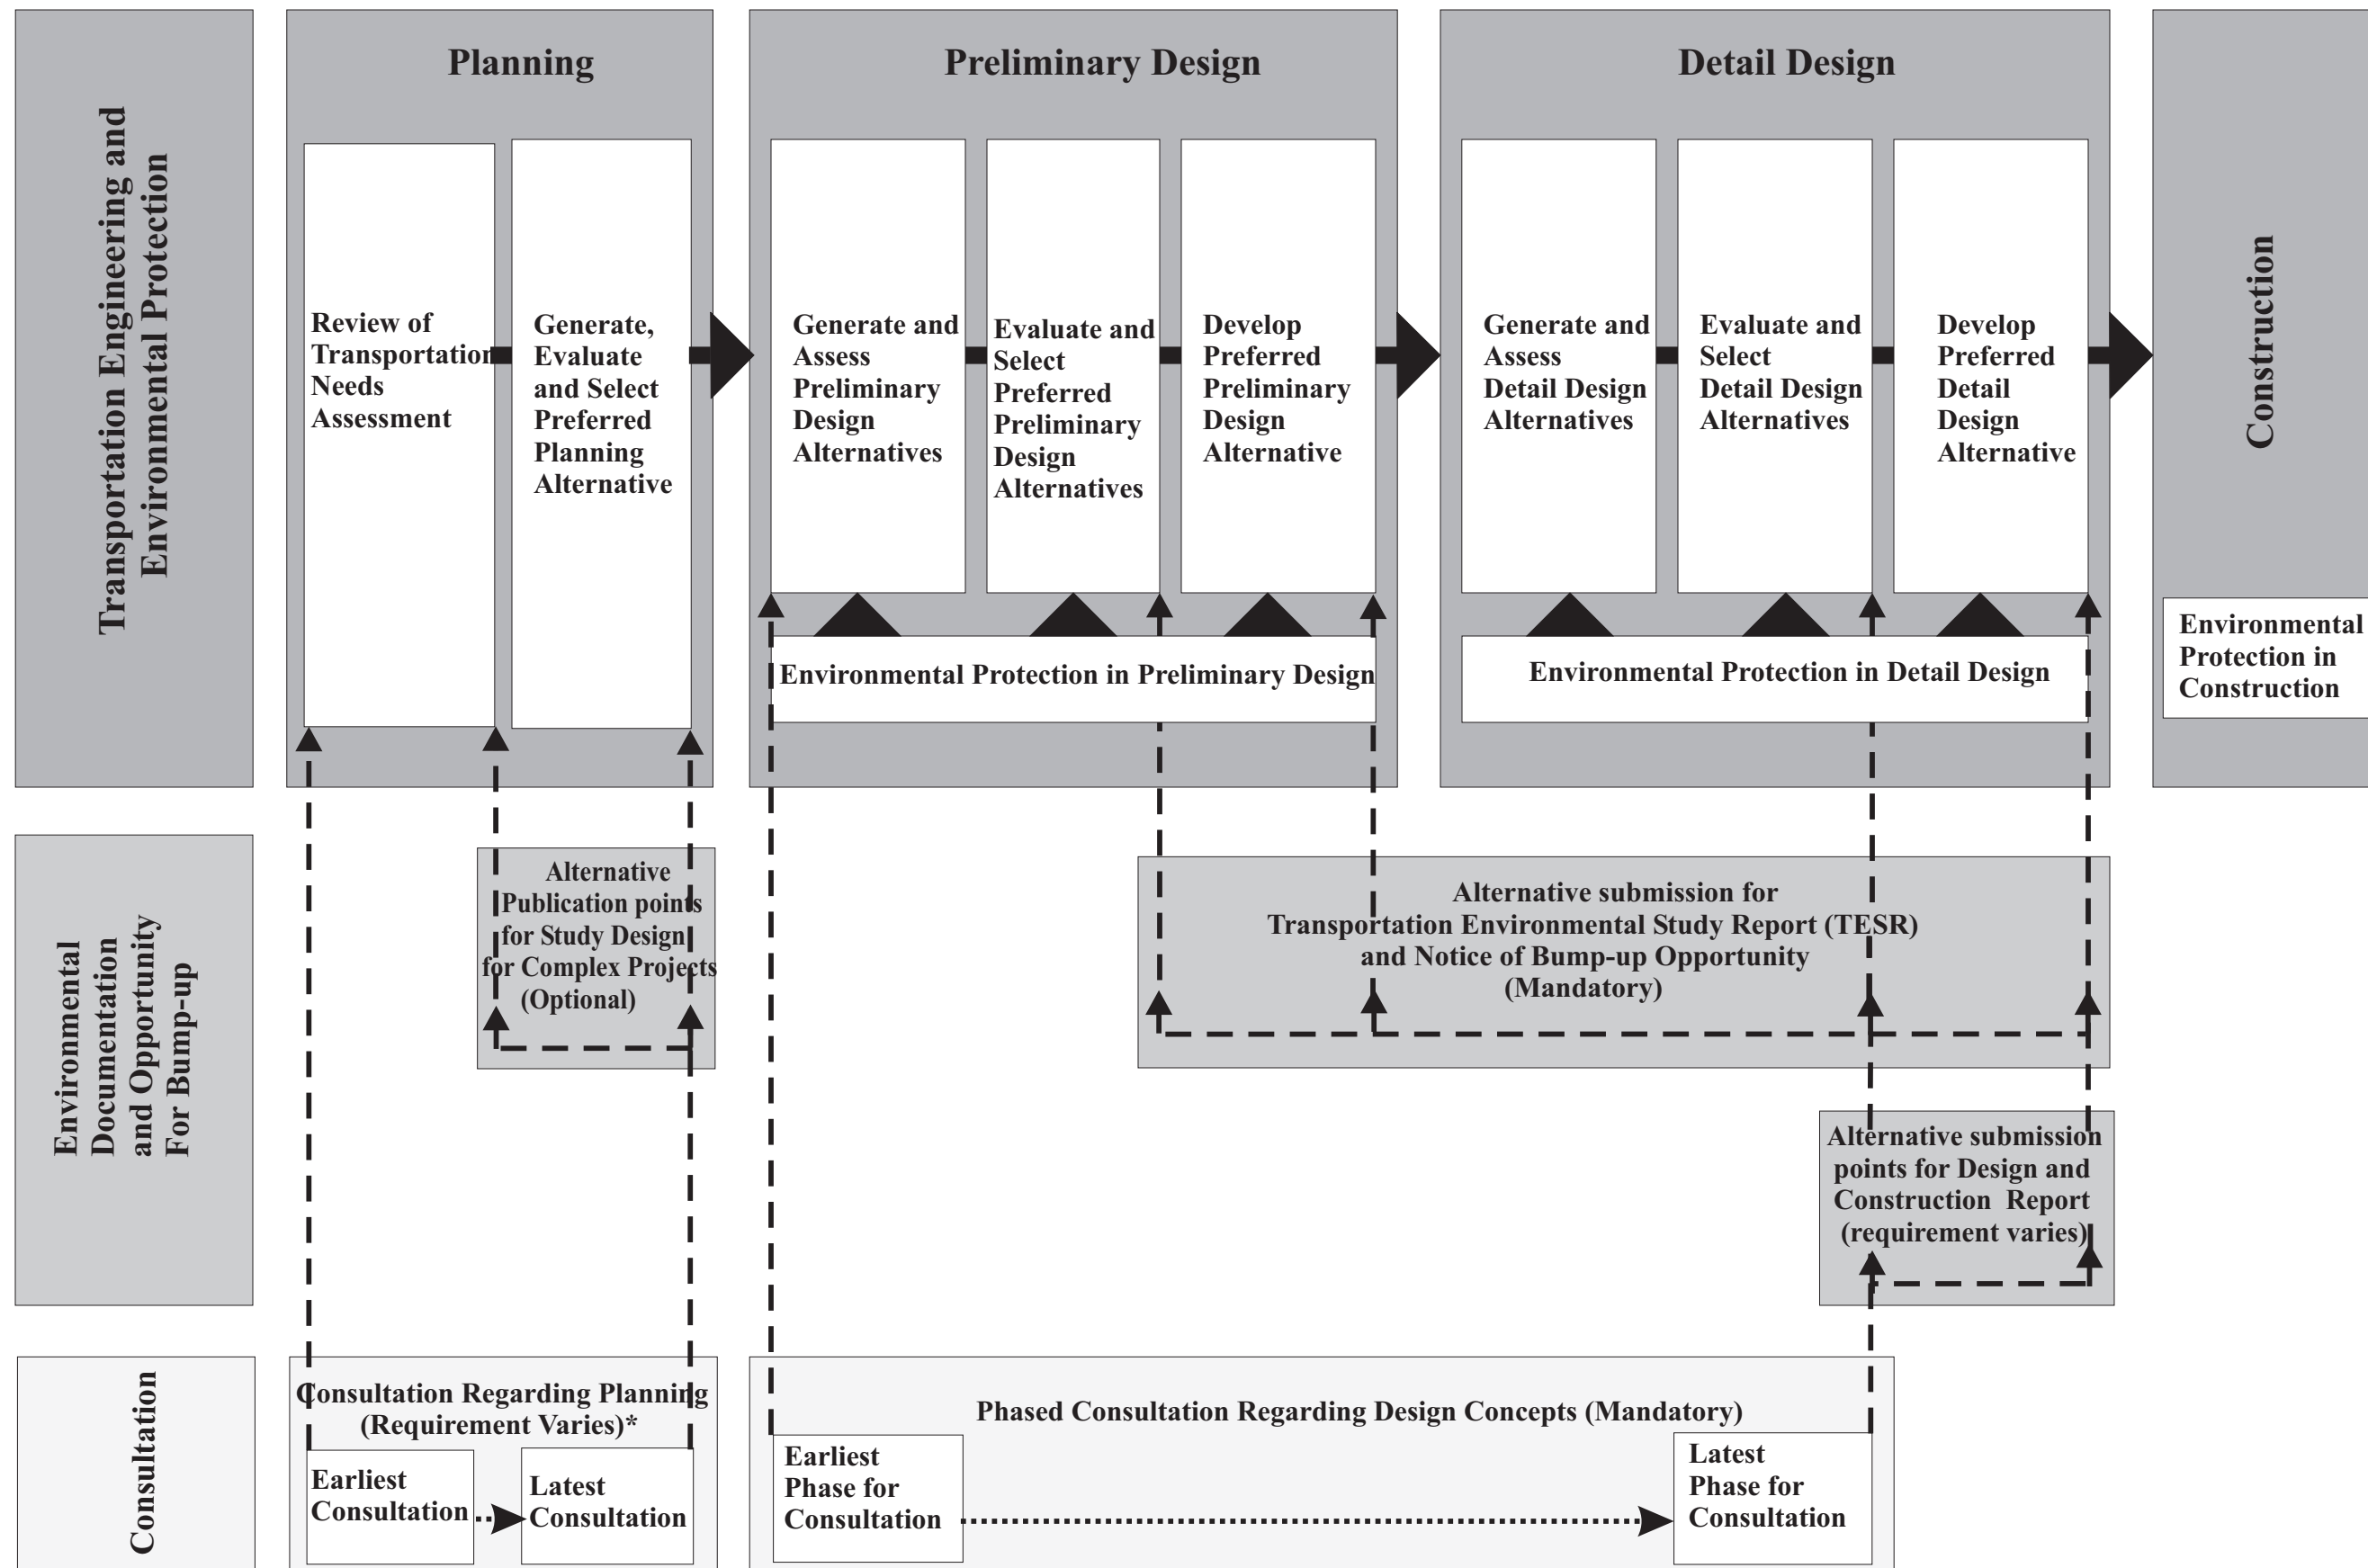 Transportation Engineering and
Environmental Protection
Planning
Review of
Transportation
Needs
Assessment
Generate,
Evaluate
and Select
Preferred
Planning
Alternative
Preliminary Design
Generate and
Assess
Preliminary
Design
Alternatives
Evaluate and
Select
Preferred
Preliminary
Design
Alternatives
Develop
Preferred
Preliminary
Design
Alternative
Environmental Protection in Preliminary Design
Detail Design
Generate and
Assess
Detail Design
Alternatives
Evaluate and
Select
Detail Design
Alternatives
Develop
Preferred
Detail
Design
Alternative
Environmental Protection in Detail Design
Construction
Environmental
Protection in
Construction
Environmental
Documentation
and Opportunity
For Bump-up
Alternative
Publication points
for Study Design
for Complex Projects
(Optional)
Alternative submission for
Transportation Environmental Study Report (TESR)
and Notice of Bump-up Opportunity
(Mandatory)
Alternative submission
points for Design and
Construction Report
(requirement varies)
Consultation
Consultation Regarding Planning
(Requirement Varies)*
Earliest
Consultation
Latest
Consultation
Phased Consultation Regarding Design Concepts (Mandatory)
Earliest
Phase for
Consultation
Latest
Phase for
Consultation